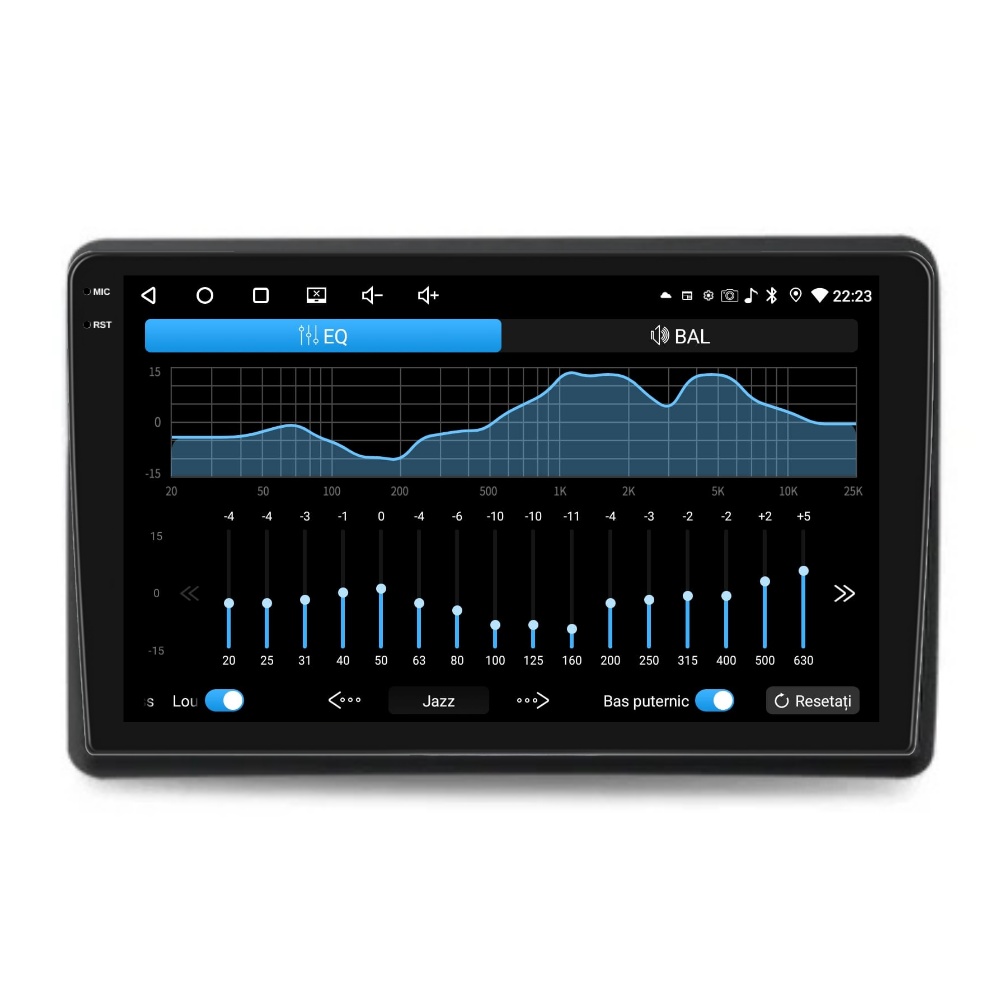 MIC
RST
22:23
EQ
BAL
15
0
-15
20 50 100 200 500 1K 2K 5K 10K 25K
-4 -4 -3 -1 0 -4 -6 -10 -10 -11 -4 -3 -2 -2 +2 +5
15
0
-15
20 25 31 40 50 63 80 100 125 160 200 250 315 400 500 630
s Lou Jazz Bas puternic Resetați